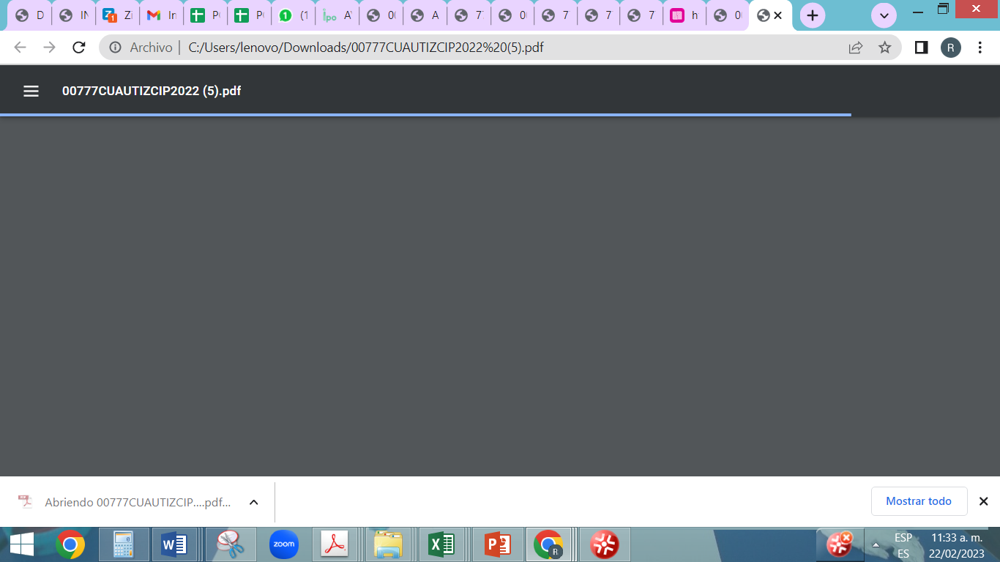 D IN Zi In P P (1 A 00 A 7 0 7 7 7 h 0
Archivo C:/Users/lenovo/Downloads/00777CUAUTIZCIP2022%20(5).pdf R
00777CUAUTIZCIP2022 (5).pdf
Abriendo 00777CUAUTIZCIP....pdf...
Mostrar todo
zoom
ESP 11:33 a. m.
ES 22/02/2023